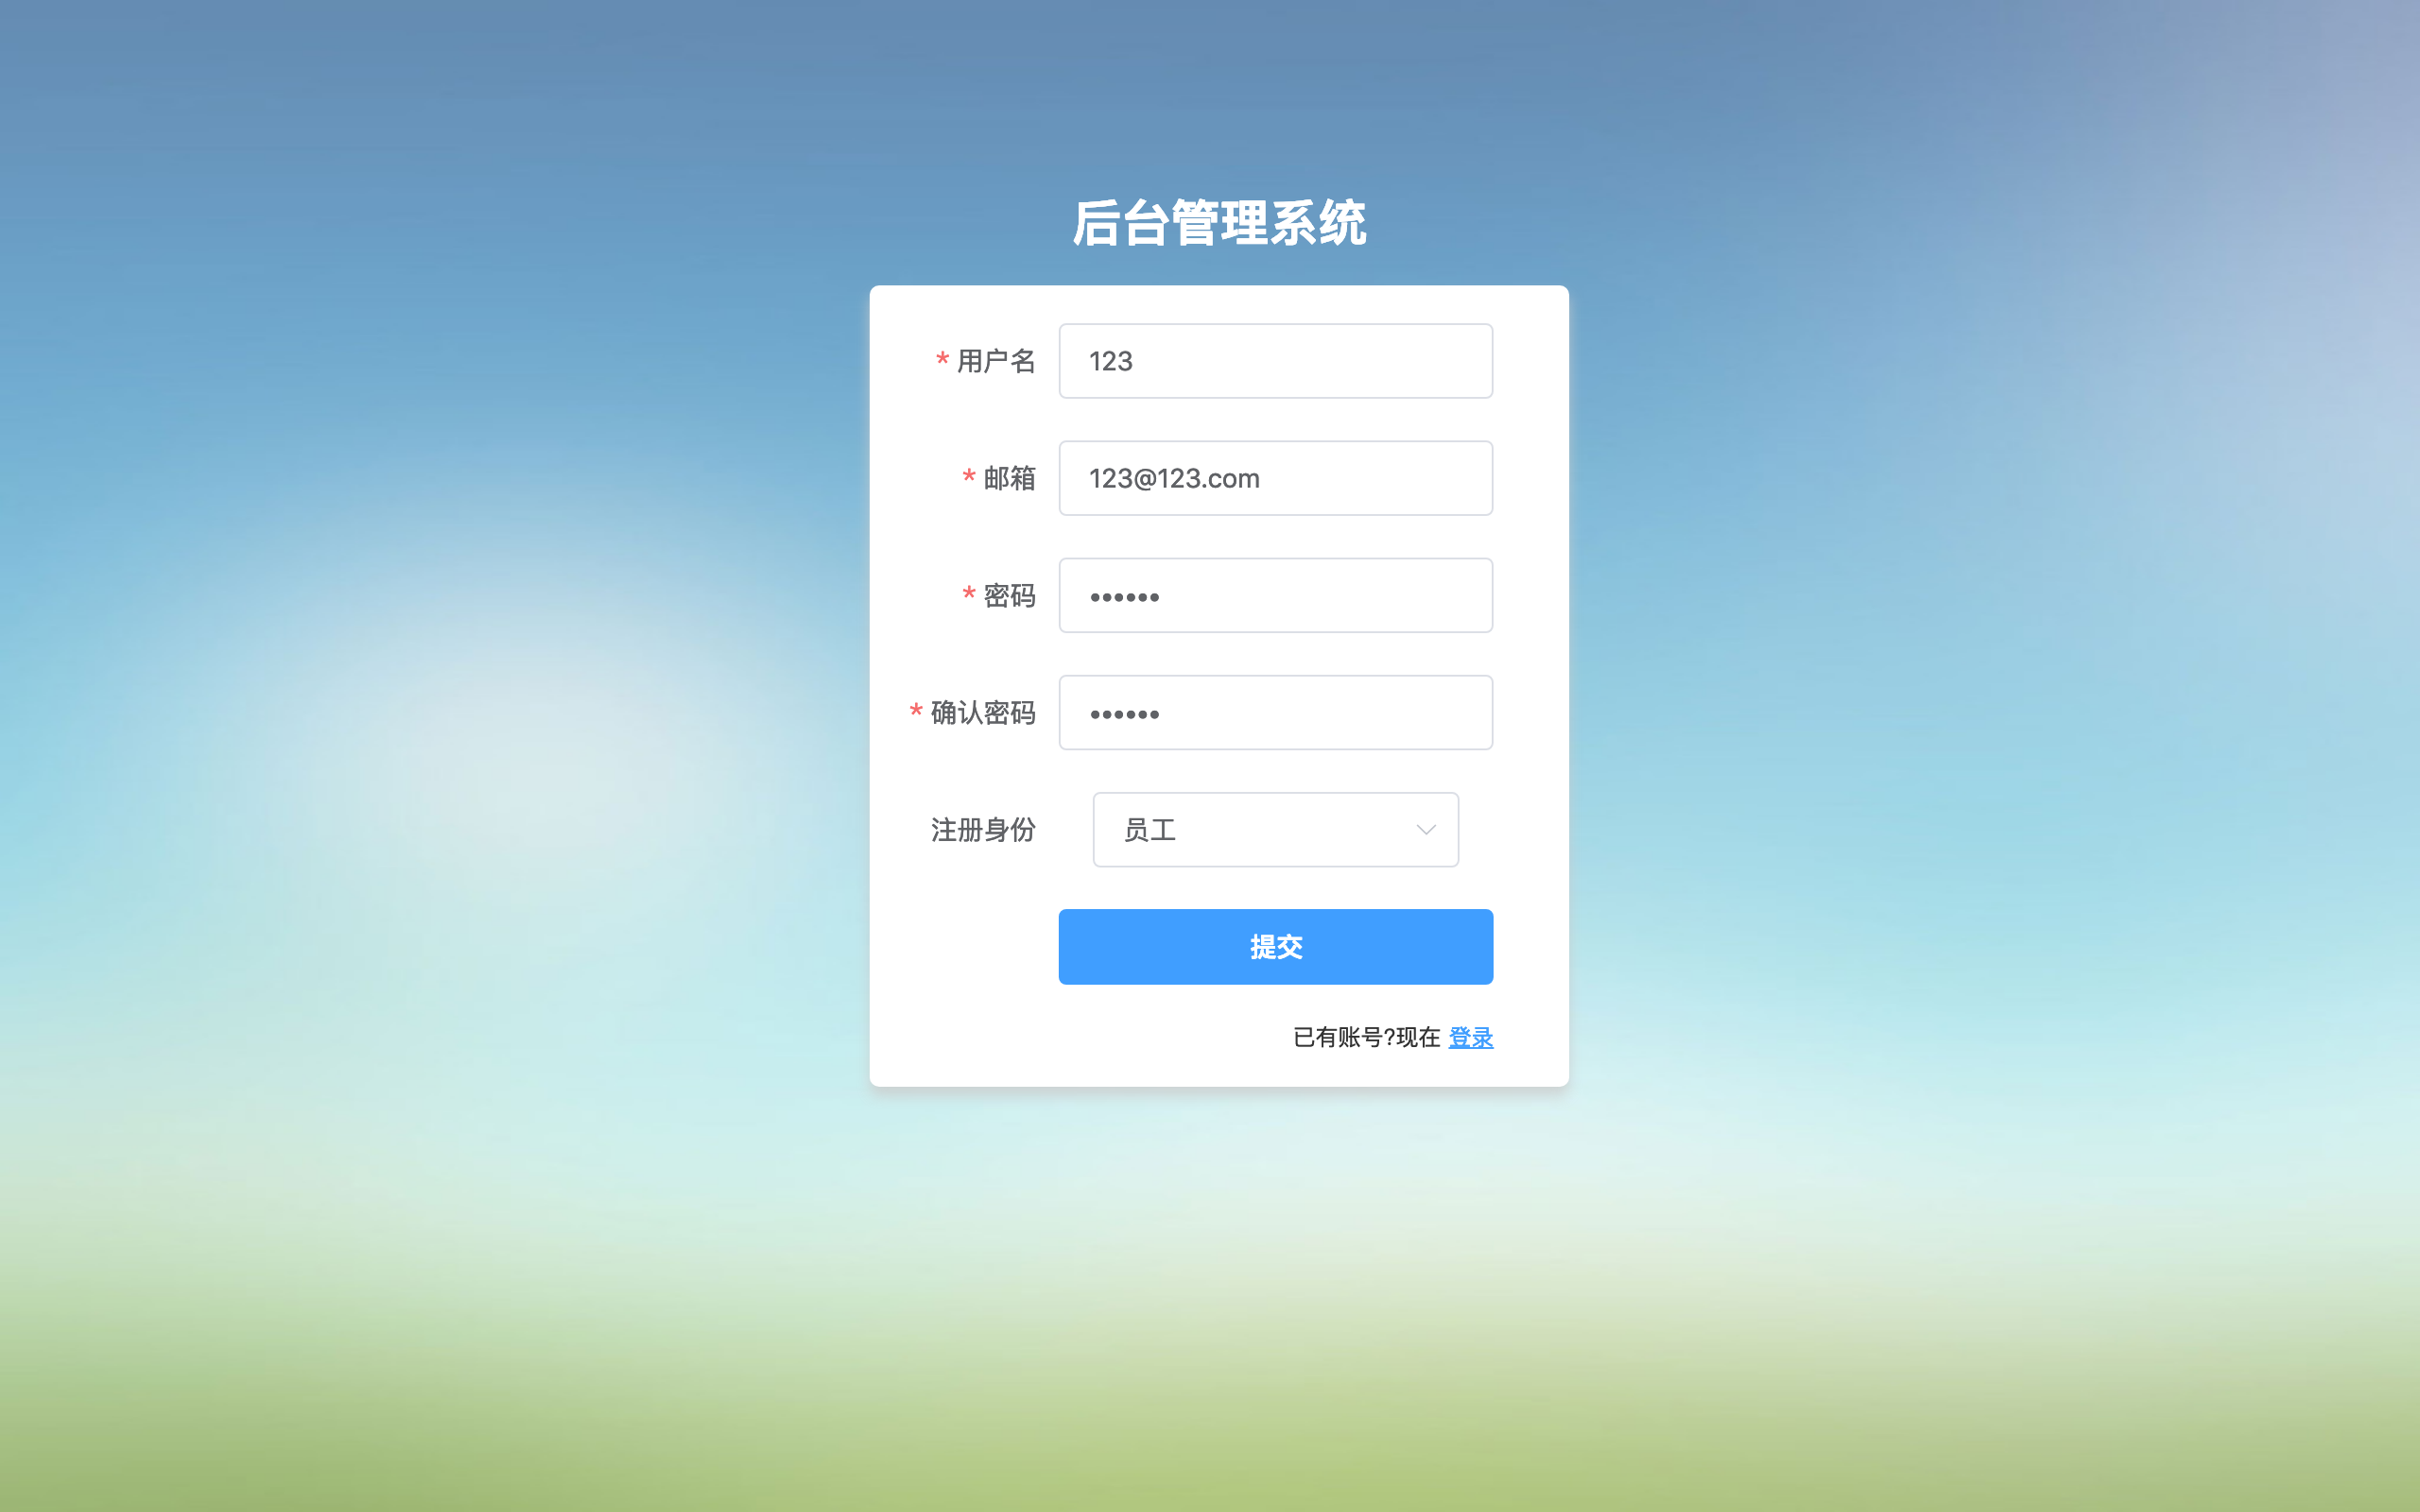 后台管理系统
* 用户名 123
* 邮箱 123@123.com
* 密码 ••••••
* 确认密码 ••••••
注册身份 员工
提交
已有账号?现在 登录